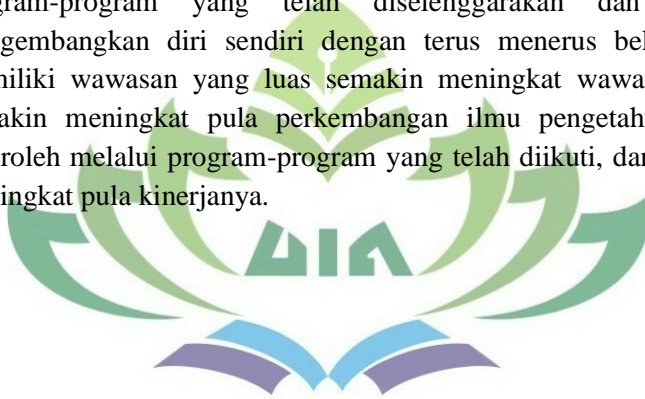 gram-program yang telah diselenggarakan dan
gembangkan diri sendiri dengan terus menerus bel
niliki wawasan yang luas semakin meningkat wawa
akin meningkat pula perkembangan ilmu pengetah
roleh melalui program-program yang telah diikuti, dan
ingkat pula kinerjanya.
UIN